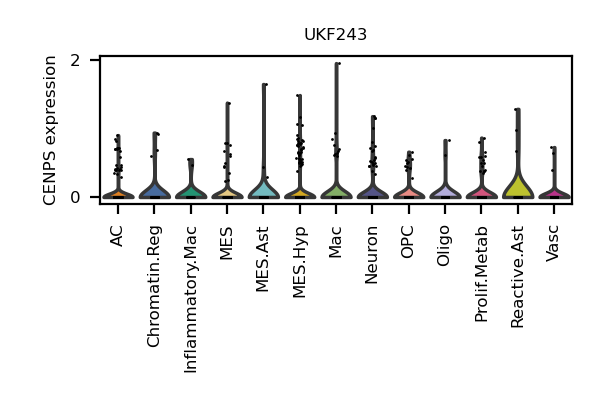 UKF243
CENPS expression
2
0
AC
Chromatin.Reg
Inflammatory.Mac
MES
MES.Ast
MES.Hyp
Mac
Neuron
OPC
Oligo
Prolif.Metab
Reactive.Ast
Vasc